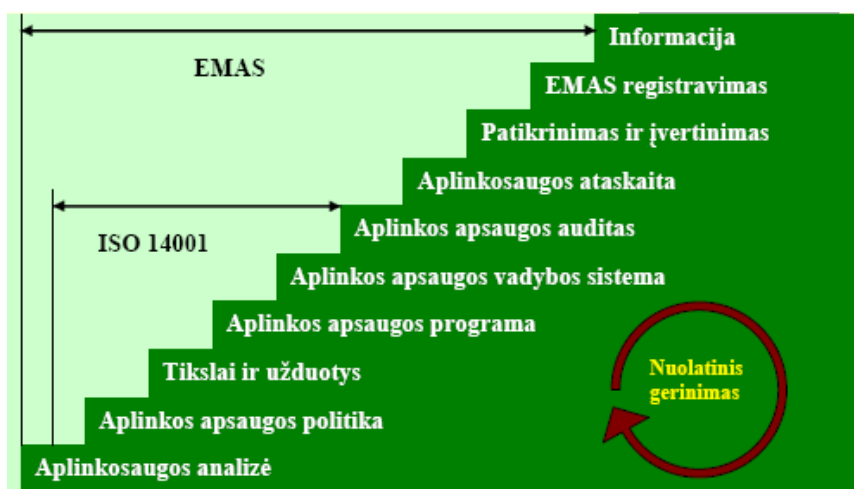 Informacija
EMAS
EMAS registravimas
Patikrinimas ir įvertinimas
Aplinkosaugos ataskaita
Aplinkos apsaugos auditas
ISO 14001
Aplinkos apsaugos vadybos sistema
Aplinkos apsaugos programa
Tikslai ir užduotys
Nuolatinis
gerinimas
Aplinkos apsaugos politika
Aplinkosaugos analizė